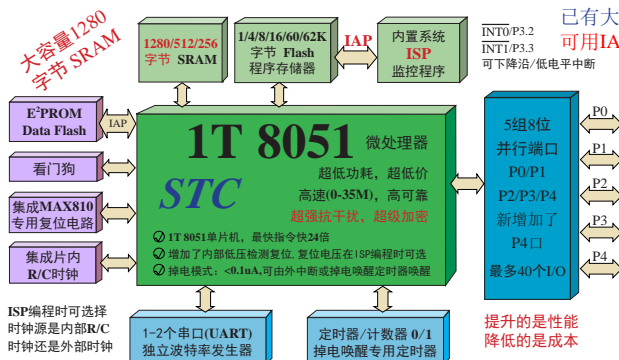 大容量1280
字节 SRAM
1280/512/256
字节 SRAM
1/4/8/16/60/62K
字节 Flash
程序存储器
IAP
内置系统
ISP
监控程序
INT0/P3.2
INT1/P3.3
可下降沿/低电平中断
已有大
可用IA
E²PROM
Data Flash
IAP
看门狗
集成MAX810
专用复位电路
集成片内
R/C时钟
1T 8051 微处理器
STC
超低功耗，超低价
高速(0-35M)，高可靠
超强抗干扰，超级加密
1T 8051单片机，最快指令快24倍
增加了内部低压检测复位,复位电压在ISP编程时可选
掉电模式：<0.1uA,可由外中断或掉电唤醒定时器唤醒
5组8位
并行端口
P0/P1
P2/P3/P4
新增加了
P4口
最多40个I/O
P0
P1
P2
P3
P4
ISP编程时可选择
时钟源是内部R/C
时钟还是外部时钟
1-2个串口(UART)
独立波特率发生器
定时器/计数器 0/1
掉电唤醒专用定时器
提升的是性能
降低的是成本